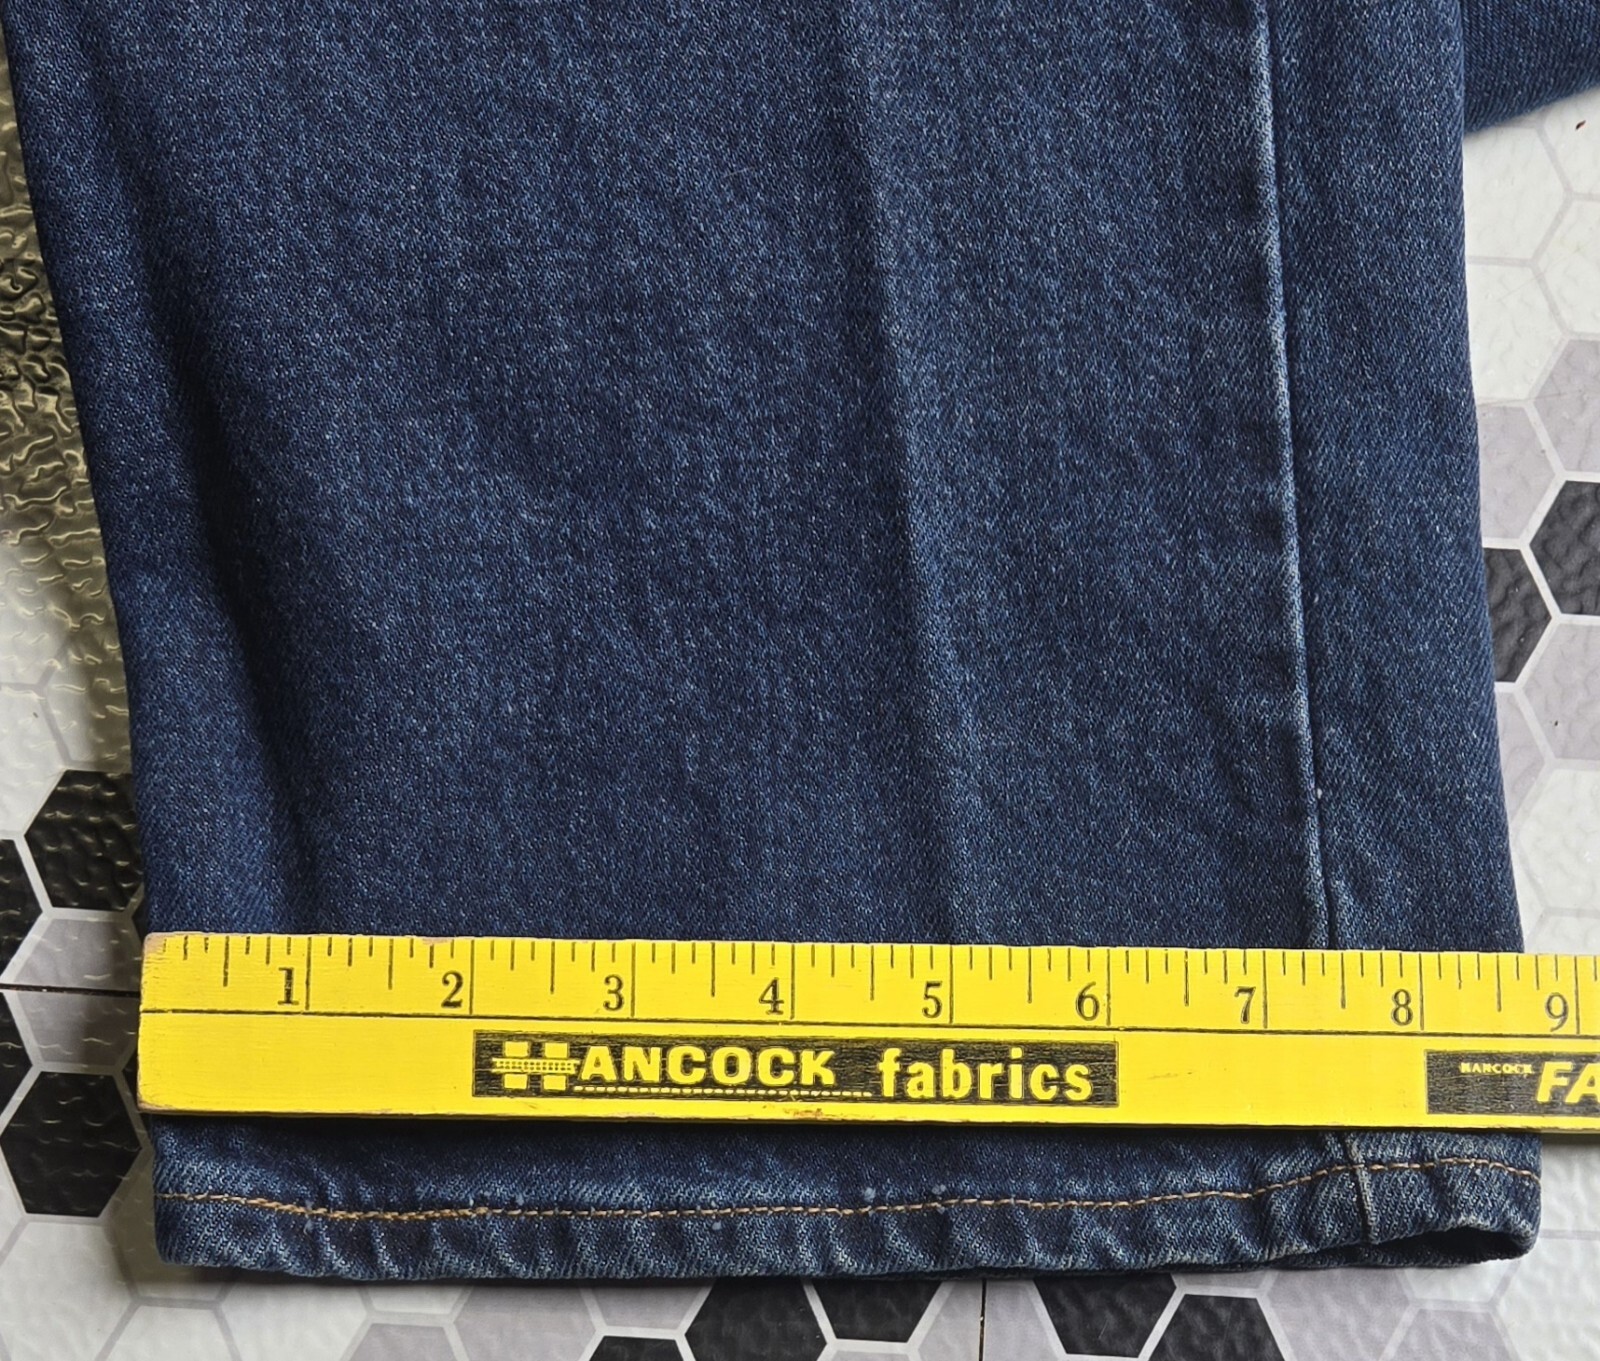 1 2 3 4 5 6 7 8 9
HANCOCK fabrics HANCOCK FA